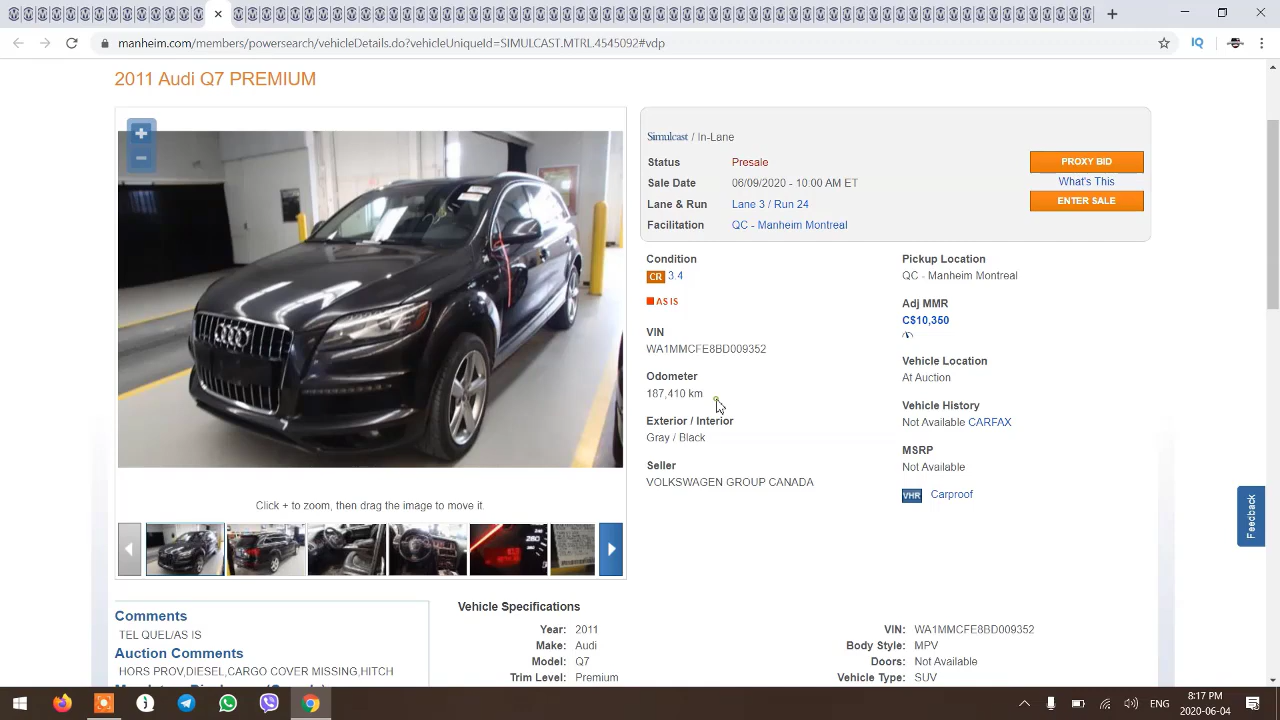 manheim.com/members/powersearch/vehicleDetails.do?vehicleUniqueId=SIMULCAST.MTRL.4545092#vdp
IQ
2011 Audi Q7 PREMIUM
Simulcast / In-Lane
Status Presale
PROXY BID
Sale Date 06/09/2020 - 10:00 AM ET
What's This
Lane & Run Lane 3 / Run 24
ENTER SALE
Facilitation QC - Manheim Montreal
Condition
CR 3.4
AS IS
VIN
WA1MMCFE8BD009352
Odometer
187,410 km
Exterior / Interior
Gray / Black
Seller
VOLKSWAGEN GROUP CANADA
Pickup Location
QC - Manheim Montreal
Adj MMR
C$10,350
Vehicle Location
At Auction
Vehicle History
Not Available CARFAX
MSRP
Not Available
VHR Carproof
Feedback
Click + to zoom, then drag the image to move it.
Comments
TEL QUEL/AS IS
Auction Comments
HORS PROV,DIESEL,CARGO COVER MISSING,HITCH
Vehicle Specifications
Year: 2011
Make: Audi
Model: Q7
Trim Level: Premium
VIN: WA1MMCFE8BD009352
Body Style: MPV
Doors: Not Available
Vehicle Type: SUV
ENG
8:17 PM
2020-06-04